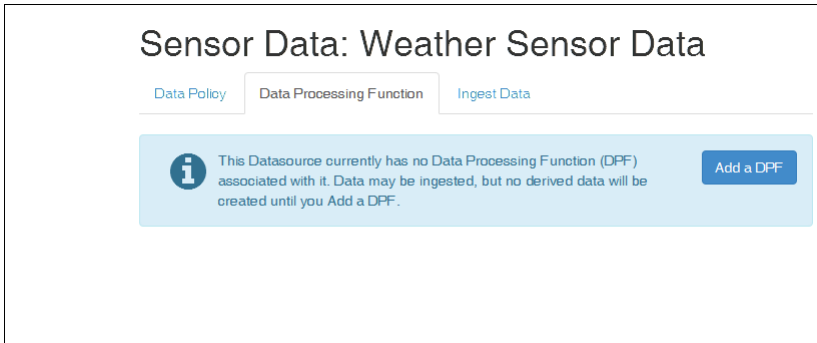 Sensor Data: Weather Sensor Data
Data Policy
Data Processing Function
Ingest Data
This Datasource currently has no Data Processing Function (DPF)
associated with it. Data may be ingested, but no derived data will be
created until you Add a DPF.
Add a DPF